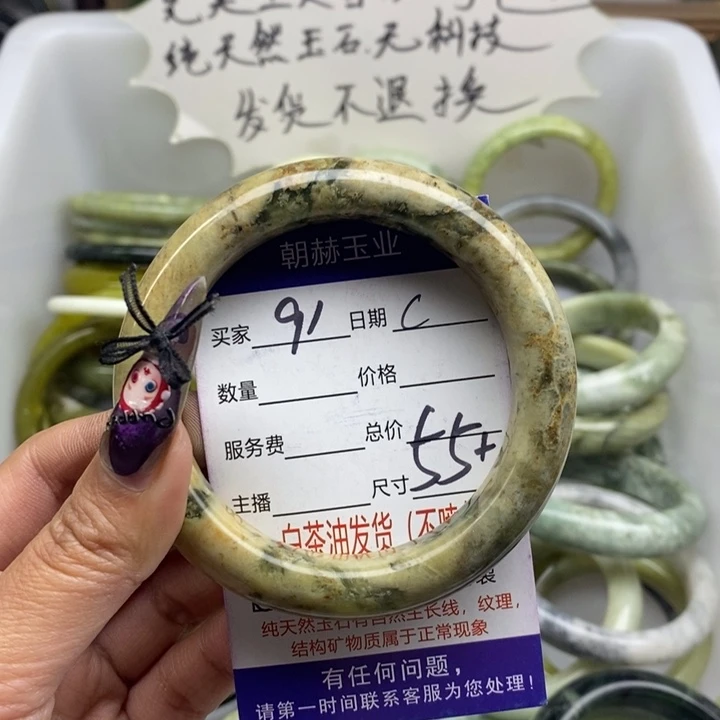 纯天然玉石.无科技
发货不退换
朝赫玉业
买家 91 日期 C
数量 价格
服务费 总价
主播 尺寸 55+
白茶油发货(不喷
装
纯天然玉石有自然生长线,纹理,
结构矿物质属于正常现象
有任何问题,
请第一时间联系客服为您处理!